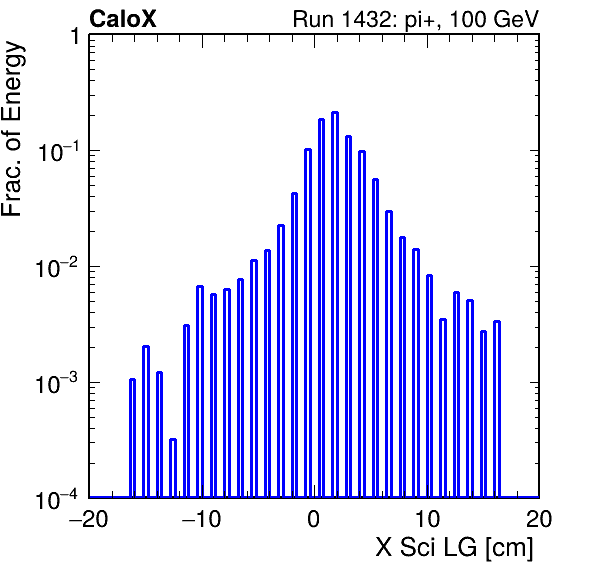 CaloX Run 1432: pi+, 100 GeV
Frac. of Energy
1
10⁻¹
10⁻²
10⁻³
10⁻⁴
−20 −10 0 10 20
X Sci LG [cm]